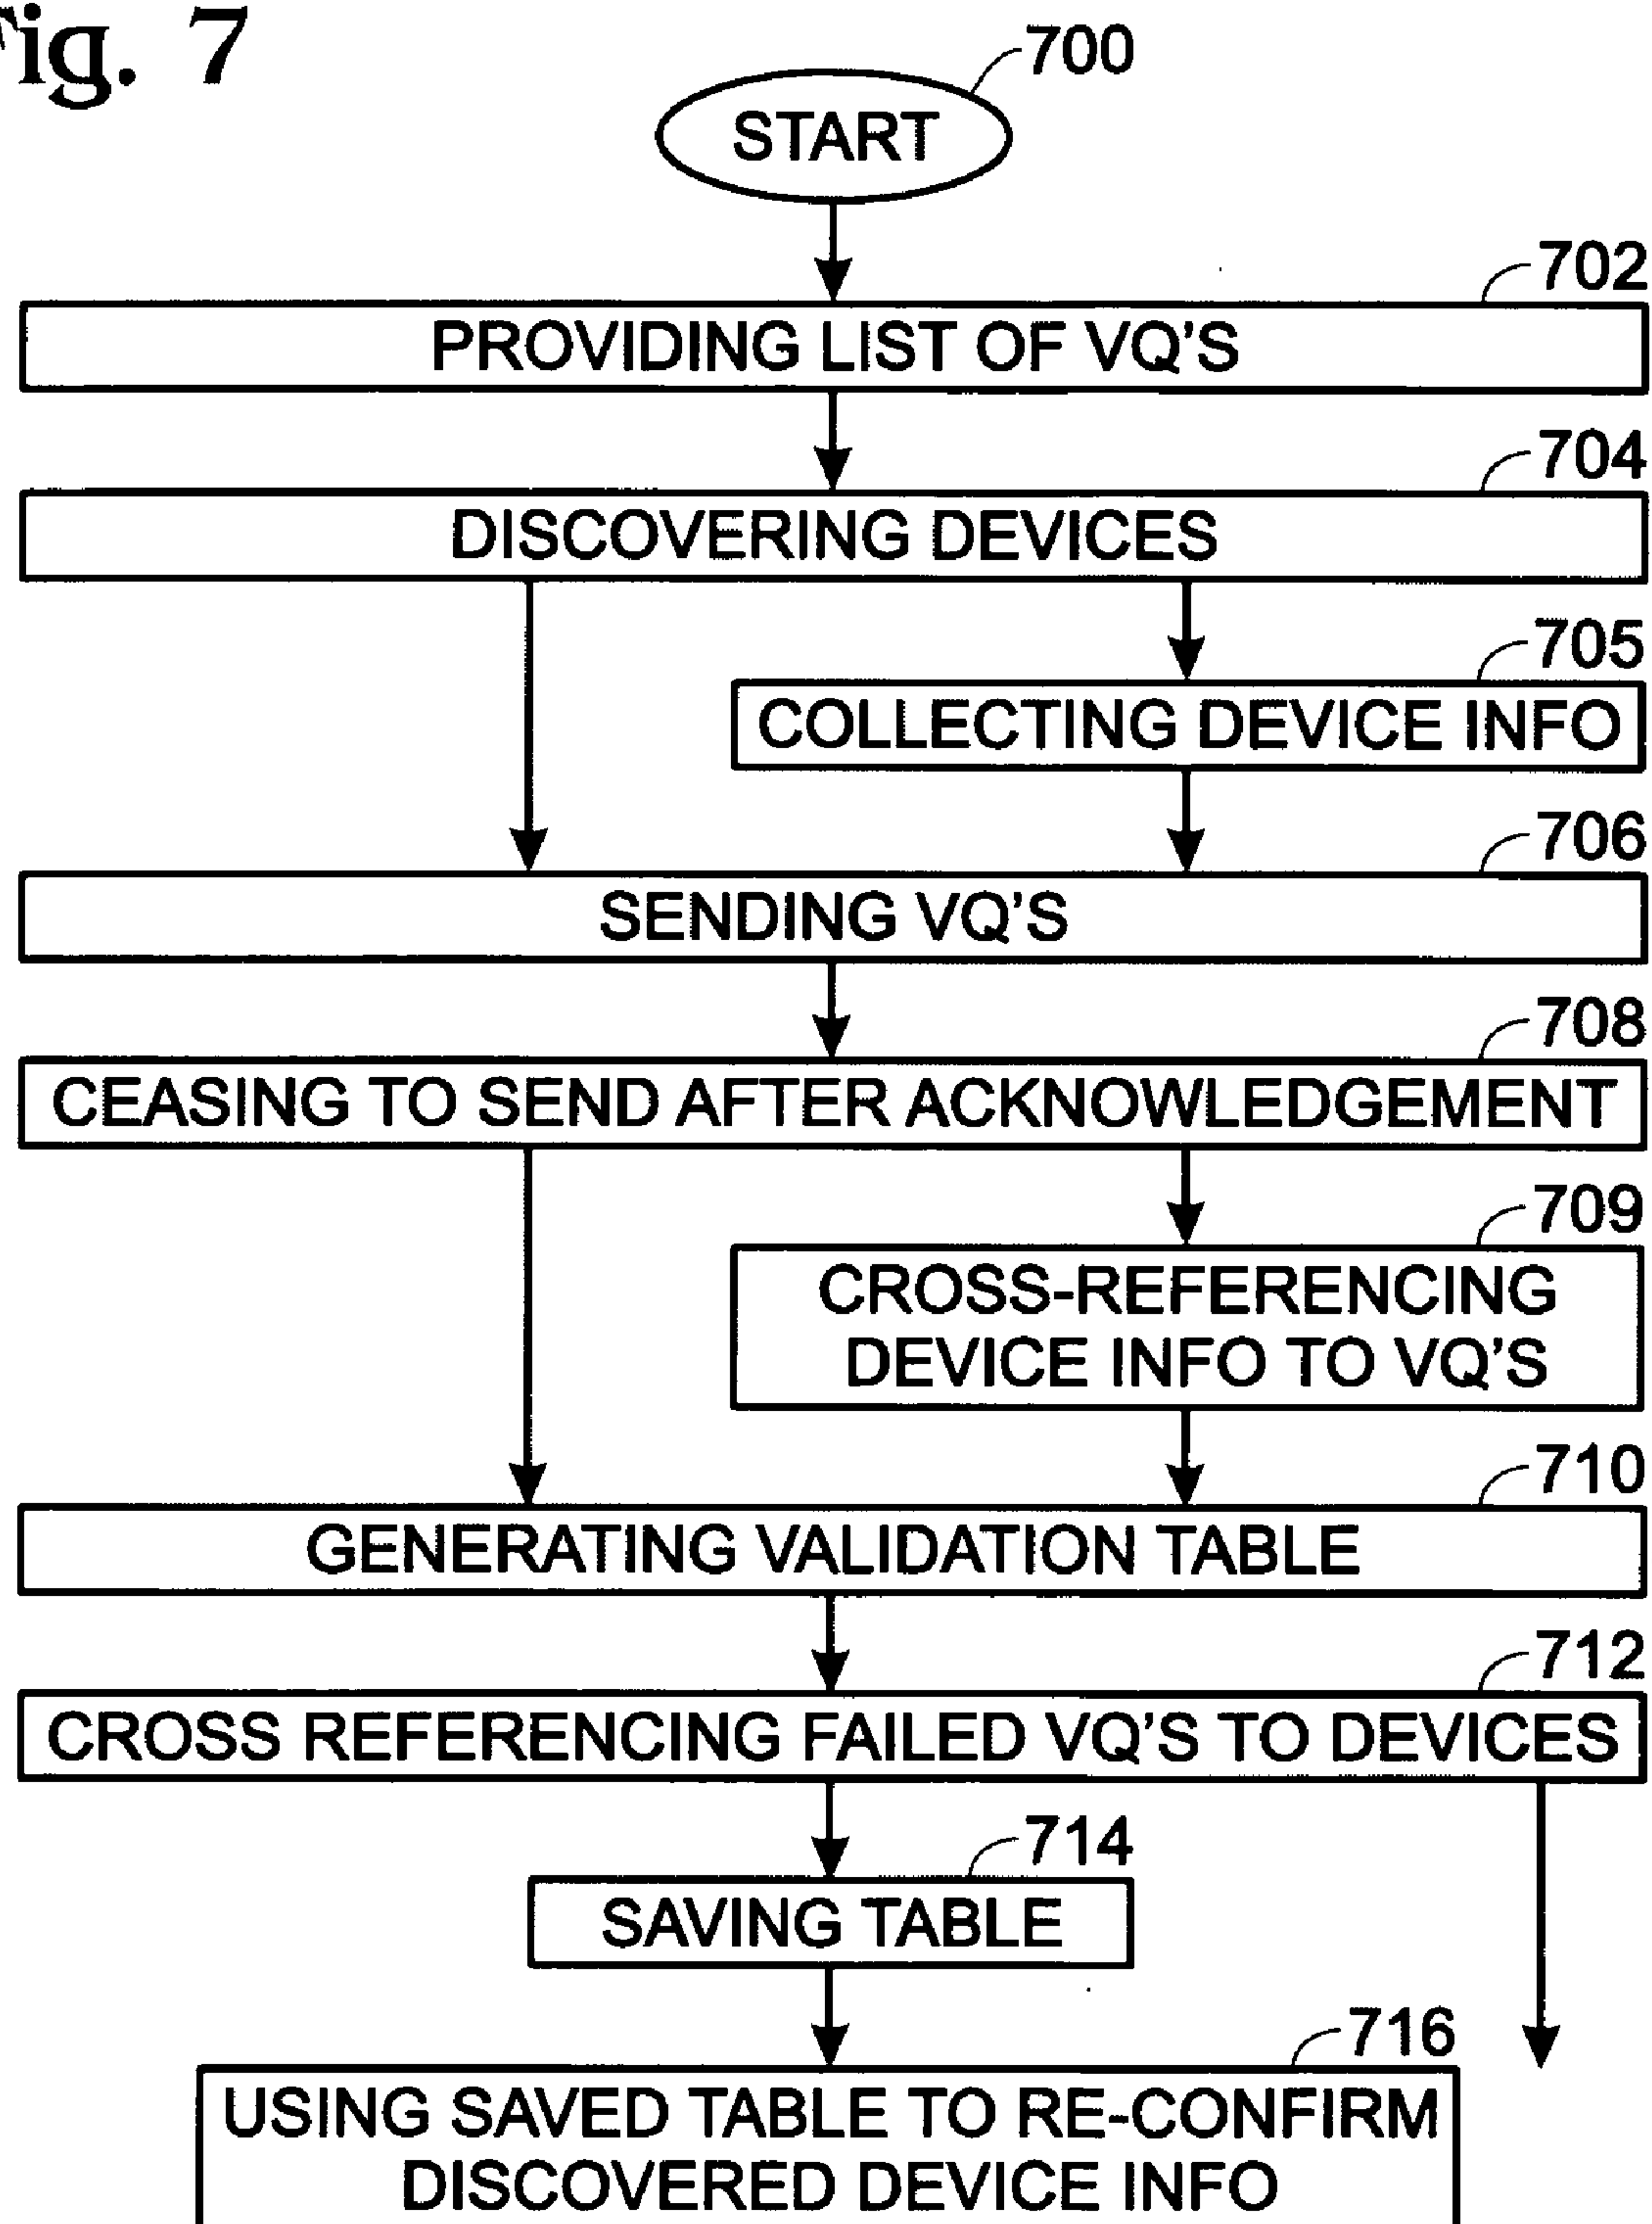 Fig. 7
700
START
702
PROVIDING LIST OF VQ'S
704
DISCOVERING DEVICES
705
COLLECTING DEVICE INFO
706
SENDING VQ'S
708
CEASING TO SEND AFTER ACKNOWLEDGEMENT
709
CROSS-REFERENCING
DEVICE INFO TO VQ'S
710
GENERATING VALIDATION TABLE
712
CROSS REFERENCING FAILED VQ'S TO DEVICES
714
SAVING TABLE
716
USING SAVED TABLE TO RE-CONFIRM
DISCOVERED DEVICE INFO